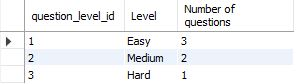 question_level_id Level Number of
questions
1 Easy 3
2 Medium 2
3 Hard 1